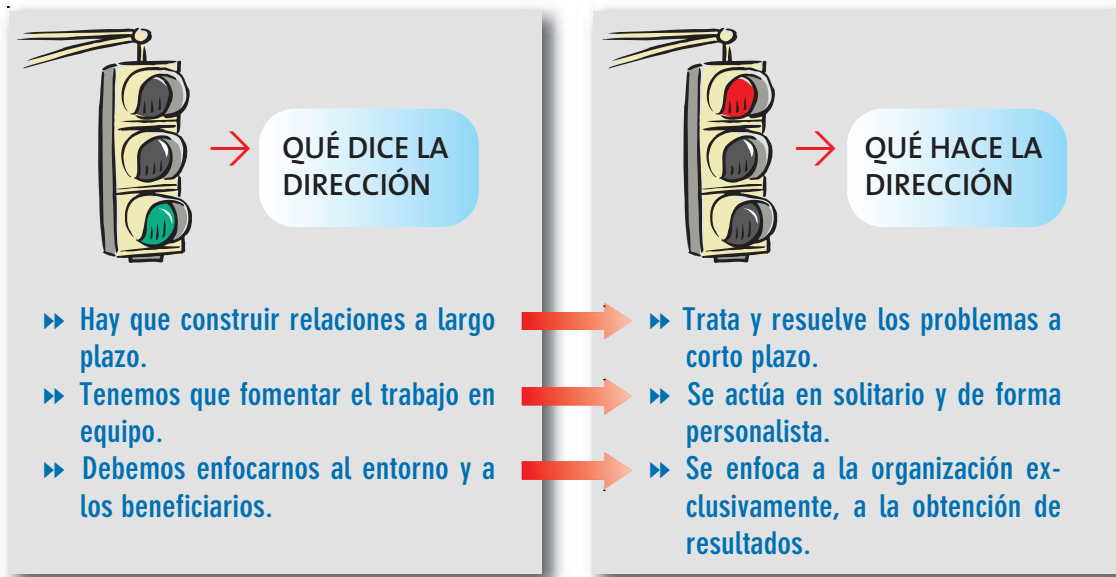 QUÉ DICE LA
DIRECCIÓN
▸▸ Hay que construir relaciones a largo
plazo.
▸▸ Tenemos que fomentar el trabajo en
equipo.
▸▸ Debemos enfocarnos al entorno y a
los beneficiarios.
QUÉ HACE LA
DIRECCIÓN
▸▸ Trata y resuelve los problemas a
corto plazo.
▸▸ Se actúa en solitario y de forma
personalista.
▸▸ Se enfoca a la organización ex-
clusivamente, a la obtención de
resultados.